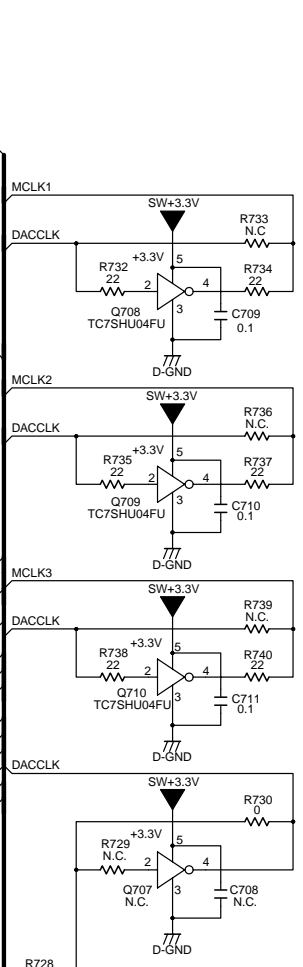 MCLK1
SW+3.3V
R733
N.C
DACCLK
+3.3V
5
R732
22
2
4
R734
22
3
Q708
TC7SHU04FU
C709
0.1
D-GND
MCLK2
SW+3.3V
R736
N.C.
DACCLK
+3.3V
5
R735
22
2
4
R737
22
3
Q709
TC7SHU04FU
C710
0.1
D-GND
MCLK3
SW+3.3V
R739
N.C.
DACCLK
+3.3V
5
R738
22
2
4
R740
22
3
Q710
TC7SHU04FU
C711
0.1
D-GND
DACCLK
SW+3.3V
R730
0
+3.3V
5
R729
N.C.
2
4
3
Q707
N.C.
C708
N.C.
D-GND
R728